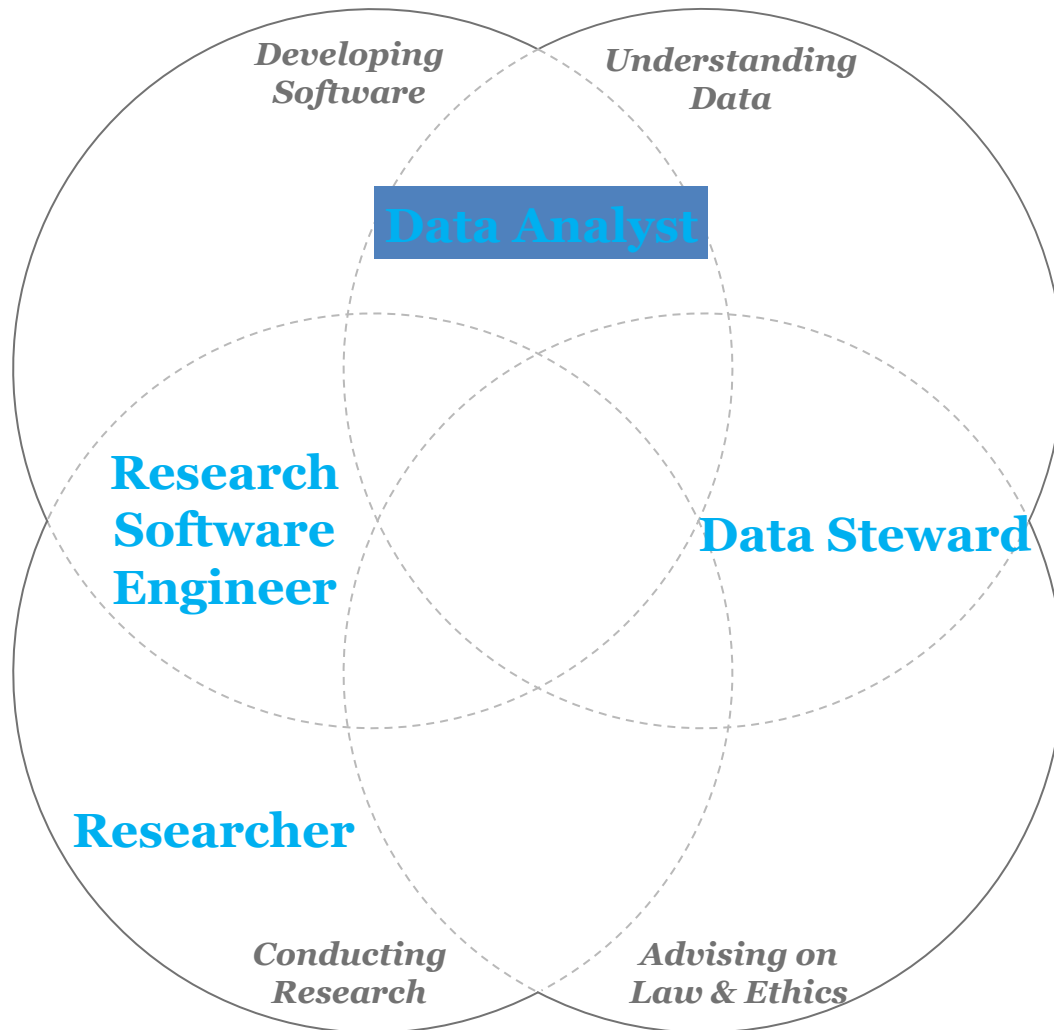 Developing
Software
Understanding
Data
Data Analyst
Research
Software
Engineer
Data Steward
Researcher
Conducting
Research
Advising on
Law & Ethics